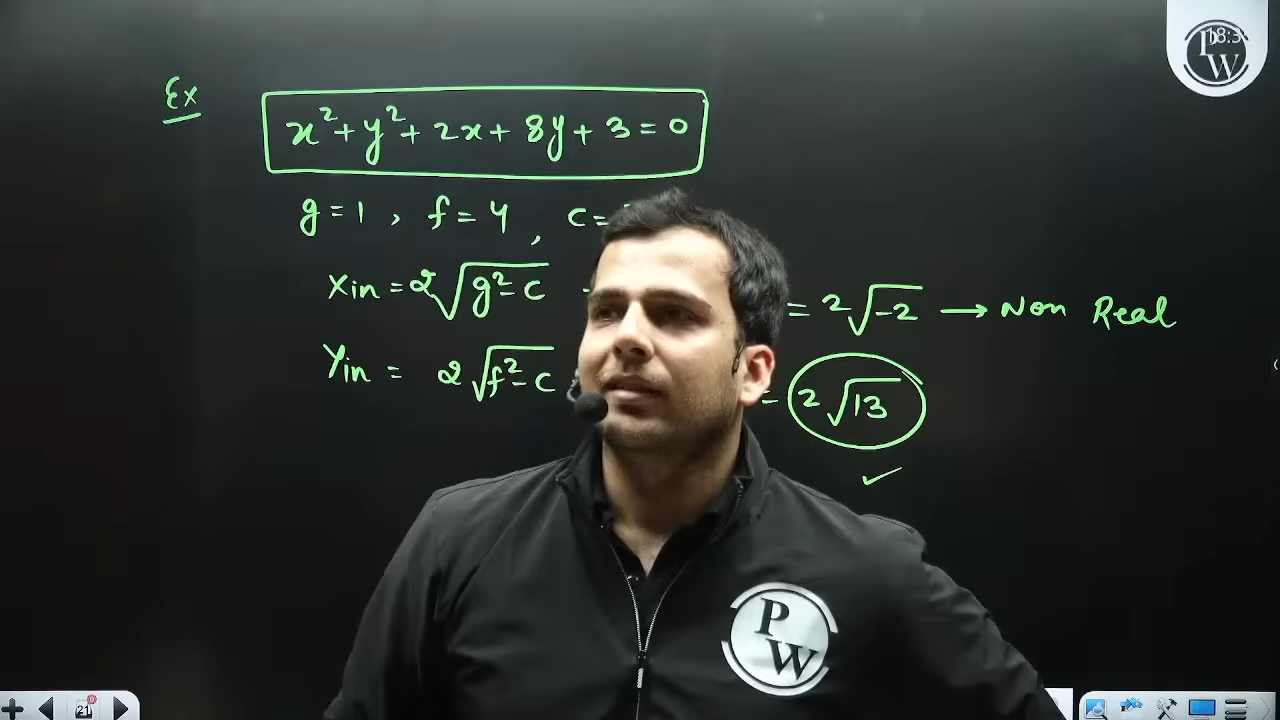 Ex
x² + y² + 2x + 8y + 3 = 0
g = 1 , f = 4 , c =
Xin = 2√(g² - c) = 2√-2 → Non Real
Yin = 2√(f² - c) = 2√13 ✓
PW
PW
21